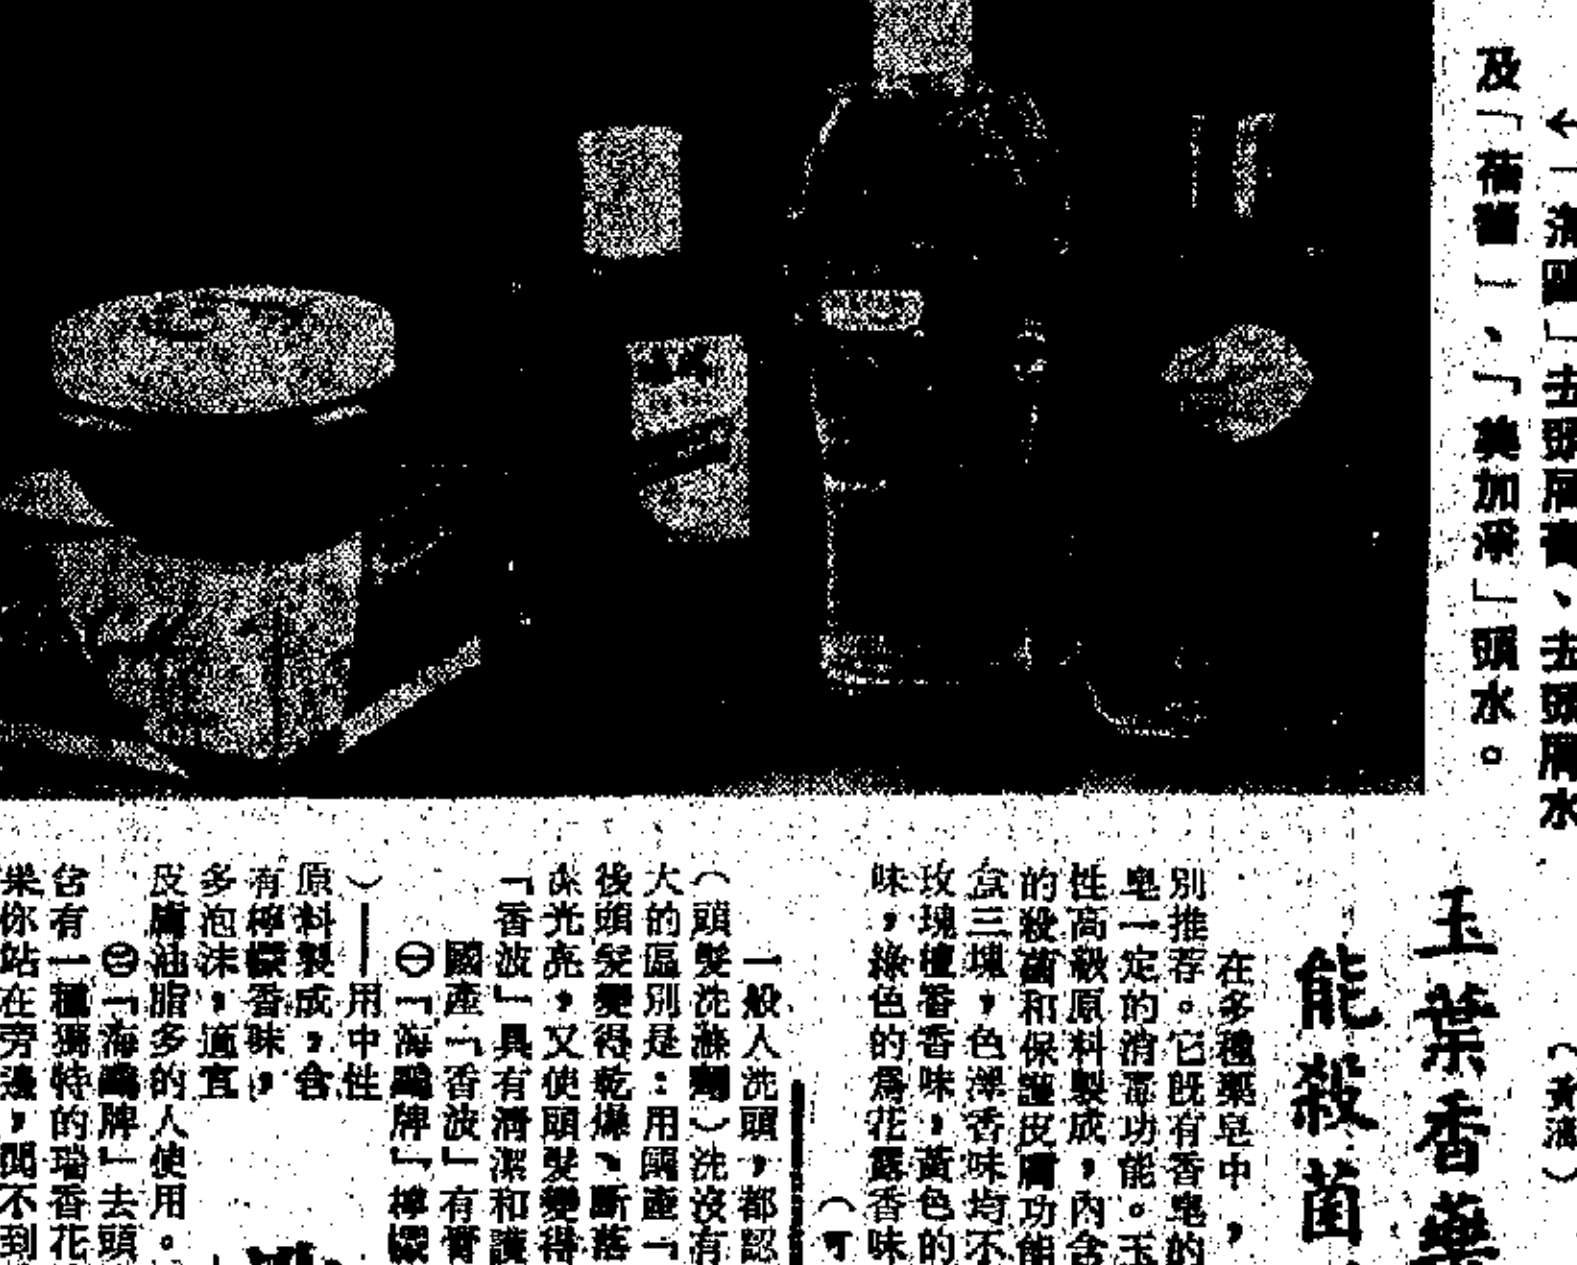 ←「清麗」去頭屑膏、去頭屑水
及「蓓蕾」、「美加淨」頭水。
(黃滿)
玉葉香藥
能殺菌
在多種藥皂中，
別推荐。它既有香皂的
皂一定的消毒功能。玉
性高級原料製成，內含
的殺菌和保護皮膚功能
盒三塊，色澤香味均不
玫瑰檀香香味，黃色的
味，綠色的爲花露香味
一般人洗頭，都認
(頭髮洗滌劑)洗沒有
大的區別是：用國產「
後頭髮變得乾燥、斷落
光亮，又使頭髮變得
「香波」具有清潔和護
國產「香波」有膏
㊀「海鷗牌」檸檬
)——用中性
原料製成，含
有檸檬香味，
多泡沫，適宜
皮膚油脂多的人使用。
㊁「海鷗牌」去頭
含有一種獨特的瑞香花
果你站在旁邊，聞不到